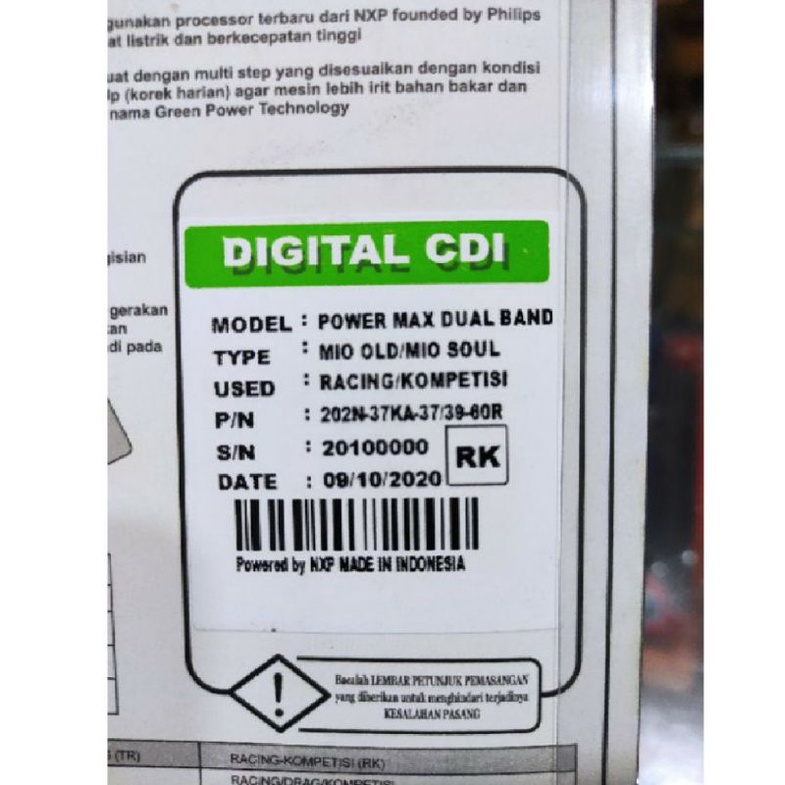 gunakan processor terbaru dari NXP founded by Philips
at listrik dan berkecepatan tinggi
uat dengan multi step yang disesuaikan dengan kondisi
lp (korek harian) agar mesin lebih irit bahan bakar dan
nama Green Power Technology
gisian
gerakan
an
di pada
DIGITAL CDI
MODEL : POWER MAX DUAL BAND
TYPE : MIO OLD/MIO SOUL
USED : RACING/KOMPETISI
P/N : 202N-37KA-37/39-60R
S/N : 20100000
RK
DATE : 09/10/2020
Powered by NXP MADE IN INDONESIA
!
Bacalah LEMBAR PETUNJUK PEMASANGAN
yang diberikan untuk menghindari terjadinya
KESALAHAN PASANG
(TR)
RACING-KOMPETISI (RK)
RACING/DRAG/KOMPETISI